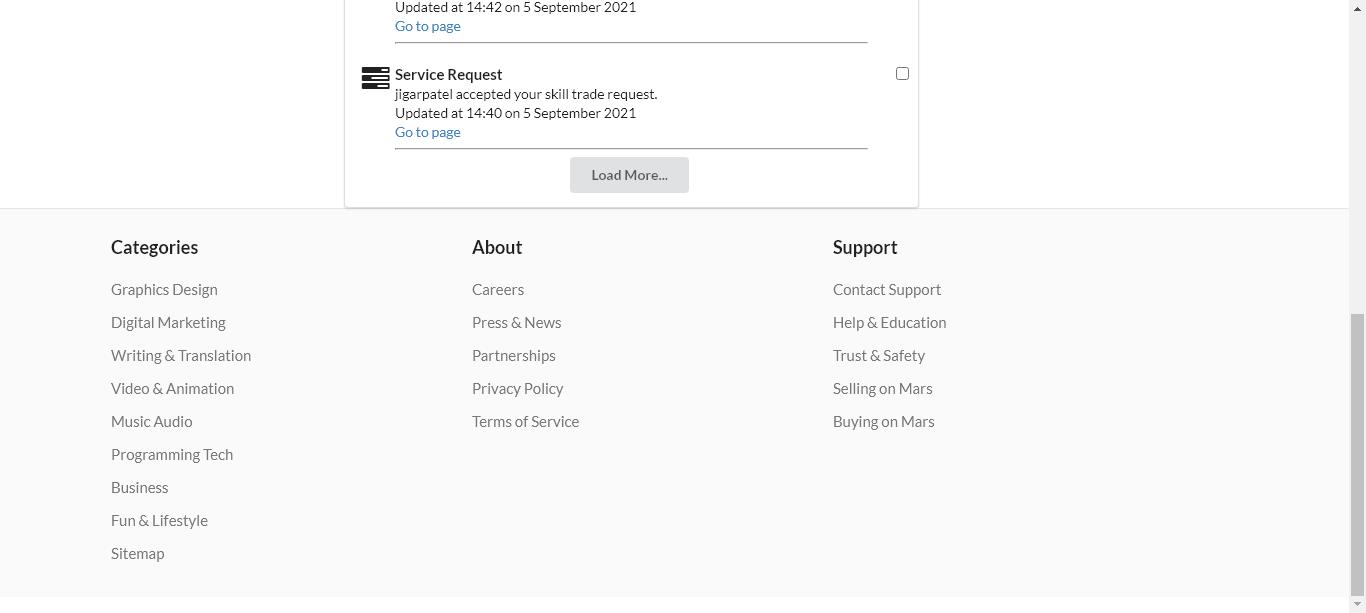 Updated at 14:42 on 5 September 2021
Go to page
Service Request
jigarpatel accepted your skill trade request.
Updated at 14:40 on 5 September 2021
Go to page
Load More...
Categories
Graphics Design
Digital Marketing
Writing & Translation
Video & Animation
Music Audio
Programming Tech
Business
Fun & Lifestyle
Sitemap
About
Careers
Press & News
Partnerships
Privacy Policy
Terms of Service
Support
Contact Support
Help & Education
Trust & Safety
Selling on Mars
Buying on Mars